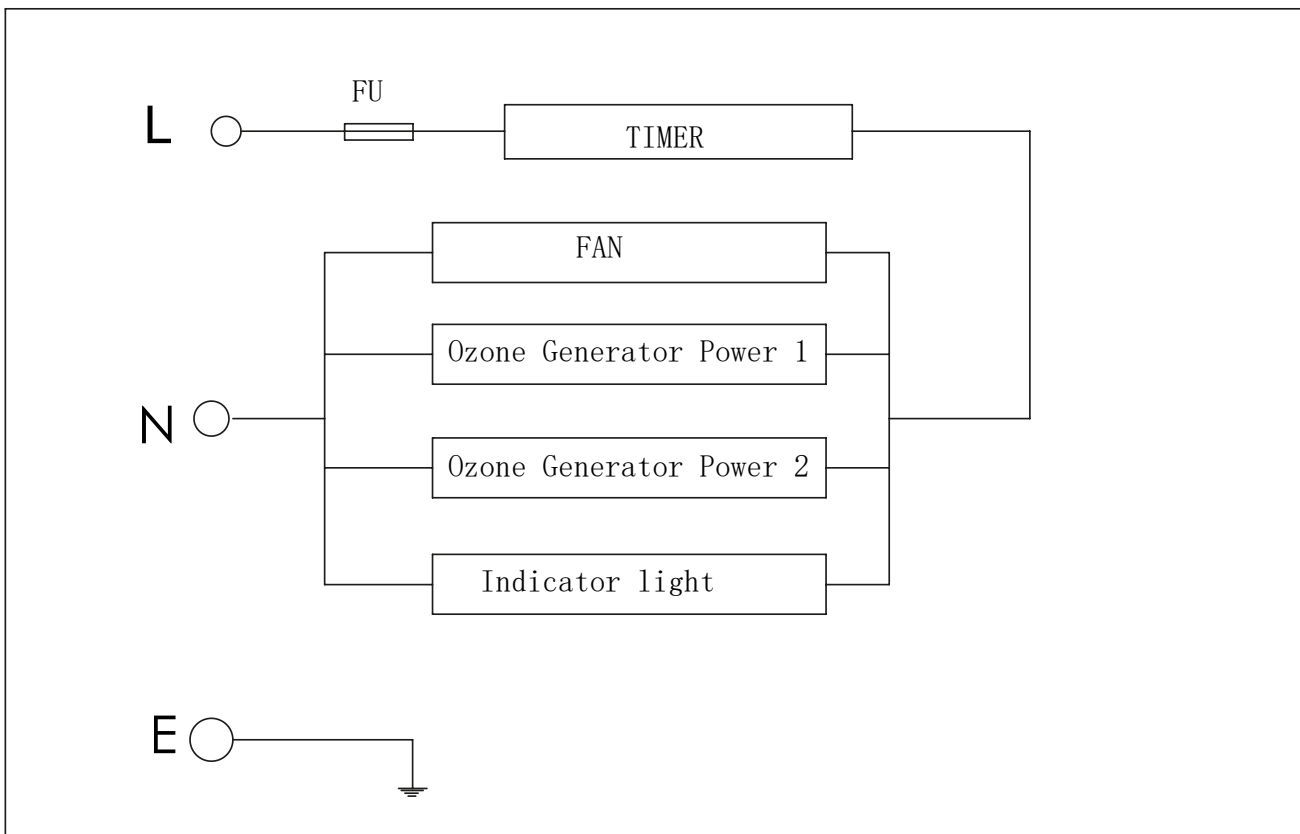 FU
L
TIMER
FAN
Ozone Generator Power 1
N
Ozone Generator Power 2
Indicator light
E